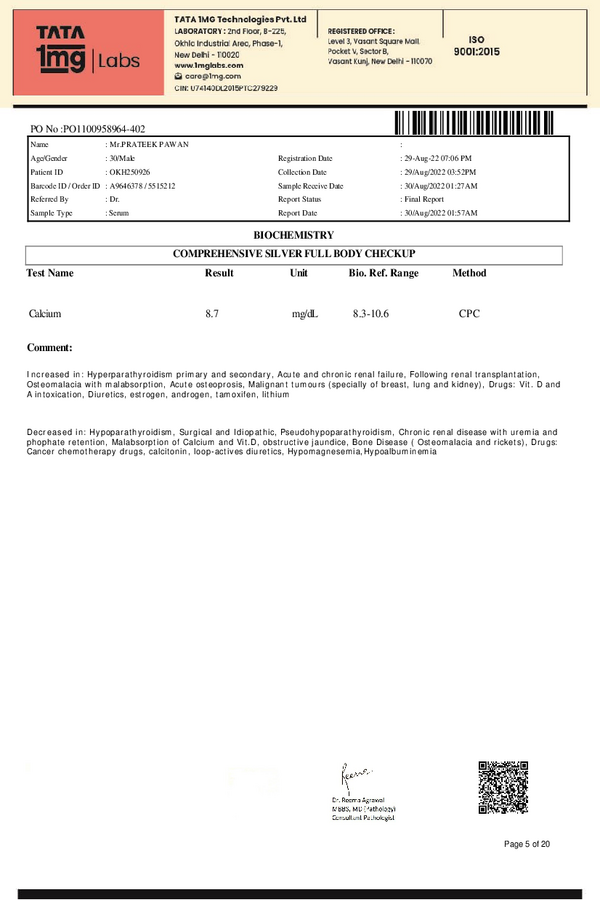 TATA
1mg Labs
TATA 1MG Technologies Pvt. Ltd
LABORATORY : 2nd Floor, B-225,
Okhla Industrial Area, Phase-1,
New Delhi - 110020
www.1mglabs.com
care@1mg.com
CIN: U74140DL2015PTC279229
REGISTERED OFFICE :
Level 3, Vasant Square Mall,
Pocket V, Sector B,
Vasant Kunj, New Delhi - 110070
ISO
9001:2015
PO No :PO1100958964-402
Name : Mr.PRATEEK PAWAN :
Age/Gender : 30/Male Registration Date : 29-Aug-22 07:06 PM
Patient ID : OKH250926 Collection Date : 29/Aug/2022 03:52PM
Barcode ID / Order ID : A9646378 / 5515212 Sample Receive Date : 30/Aug/2022 01:27AM
Referred By : Dr. Report Status : Final Report
Sample Type : Serum Report Date : 30/Aug/2022 01:57AM
BIOCHEMISTRY
COMPREHENSIVE SILVER FULL BODY CHECKUP
Test Name Result Unit Bio. Ref. Range Method
Calcium 8.7 mg/dL 8.3-10.6 CPC
Comment:
Increased in: Hyperparathyroidism primary and secondary, Acute and chronic renal failure, Following renal transplantation,
Osteomalacia with malabsorption, Acute osteoprosis, Malignant tumours (specially of breast, lung and kidney), Drugs: Vit. D and
A intoxication, Diuretics, estrogen, androgen, tamoxifen, lithium
Decreased in: Hypoparathyroidism, Surgical and Idiopathic, Pseudohypoparathyroidism, Chronic renal disease with uremia and
phophate retention, Malabsorption of Calcium and Vit.D, obstructive jaundice, Bone Disease ( Osteomalacia and rickets), Drugs:
Cancer chemotherapy drugs, calcitonin, loop-actives diuretics, Hypomagnesemia,Hypoalbuminemia
Reema
Dr. Reema Agrawal
MBBS, MD (Pathology)
Consultant Pathologist
Page 5 of 20